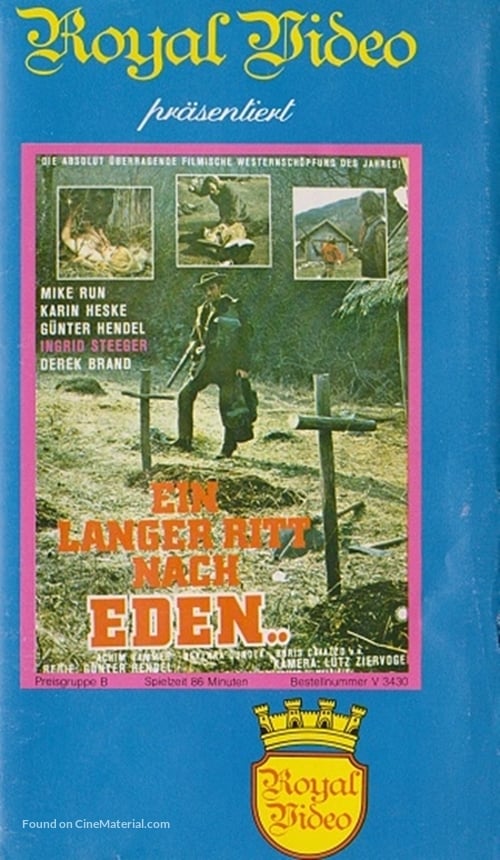 Royal Video
präsentiert
DIE ABSOLUT ÜBERRAGENDE FILMISCHE WESTERNSCHÖPFUNG DES JAHRES!
MIKE RUN
KARIN HESKE
GÜNTER HENDEL
INGRID STEEGER
DEREK BRAND
EIN
LANGER RITT
NACH
EDEN..
REGIE: GÜNTER HENDEL KAMERA: LUTZ ZIERVOGE
Preisgruppe B Spielzeit 86 Minuten Bestellnummer V 3430
Royal
Video
Found on CineMaterial.com